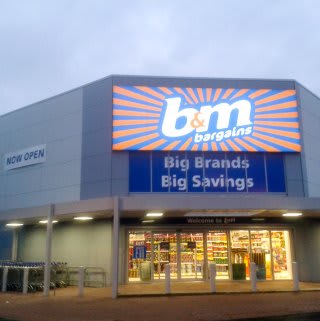 b&m
bargains
Big Brands
Big Savings
NOW OPEN
Welcome to b&m